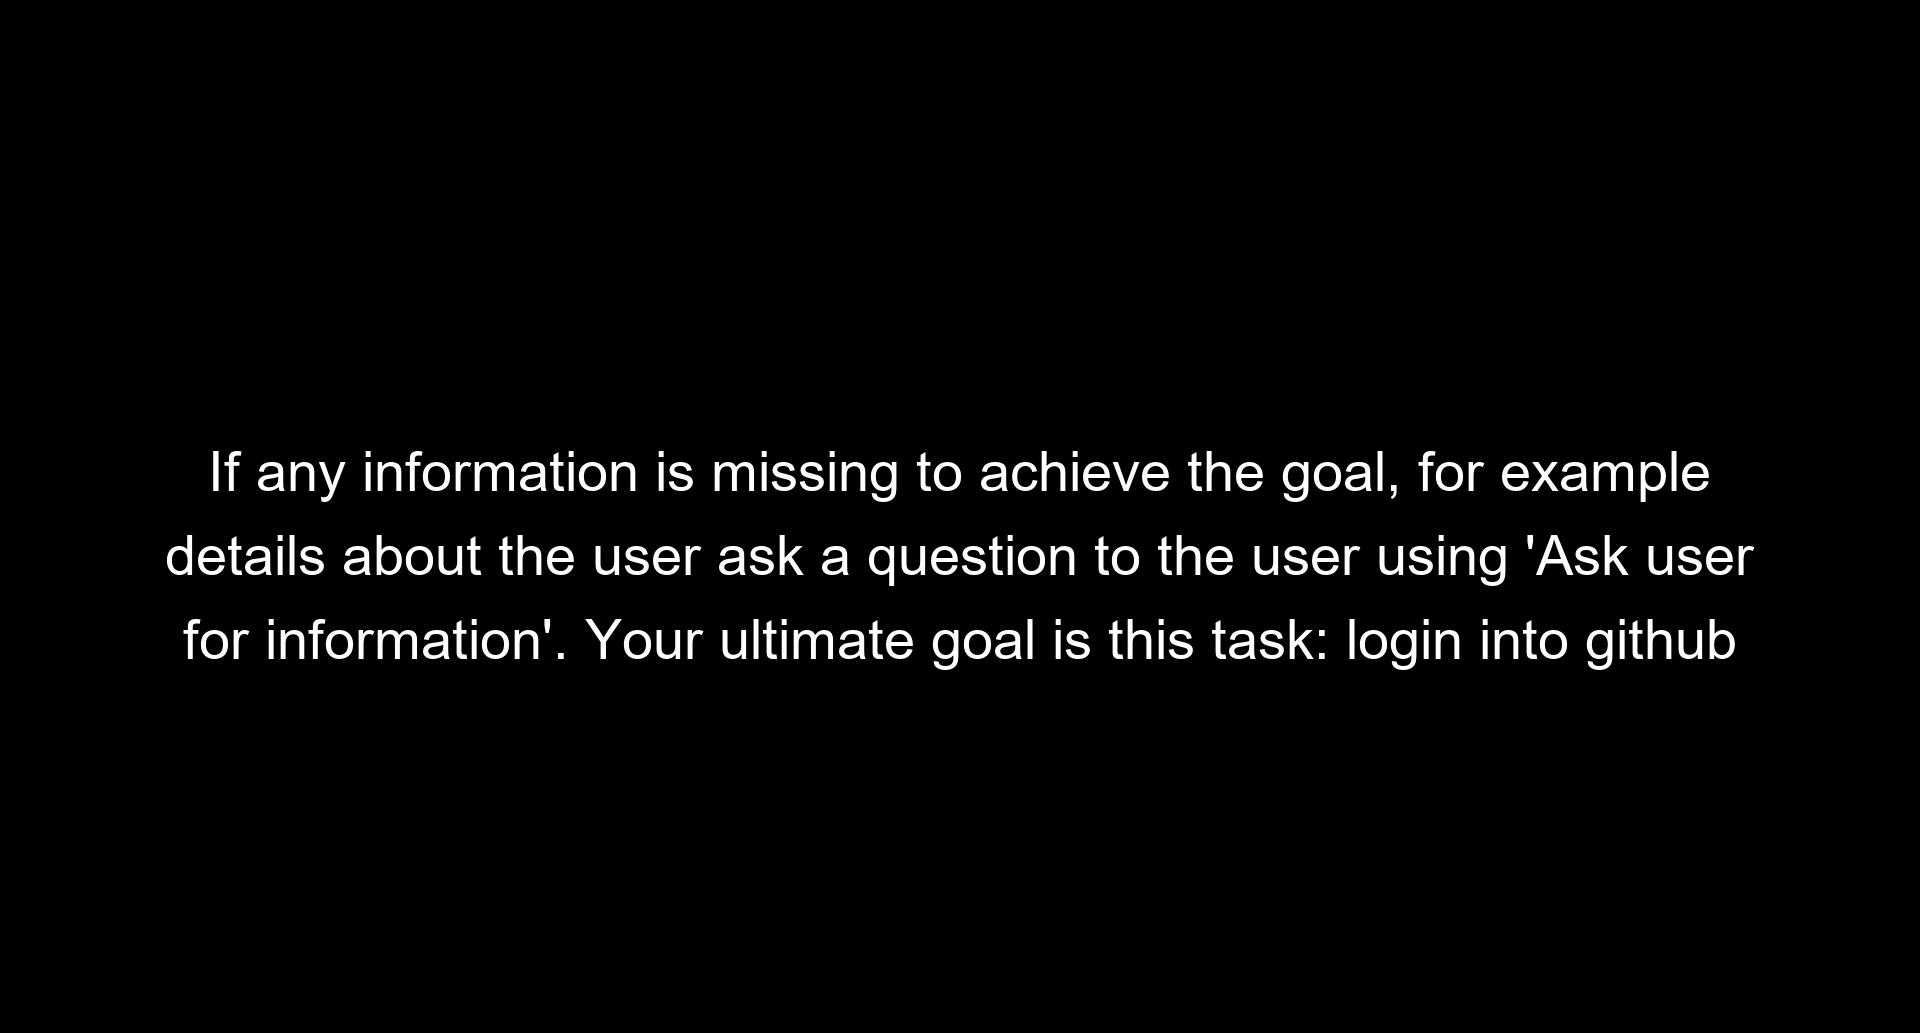 If any information is missing to achieve the goal, for example
details about the user ask a question to the user using 'Ask user
for information'. Your ultimate goal is this task: login into github